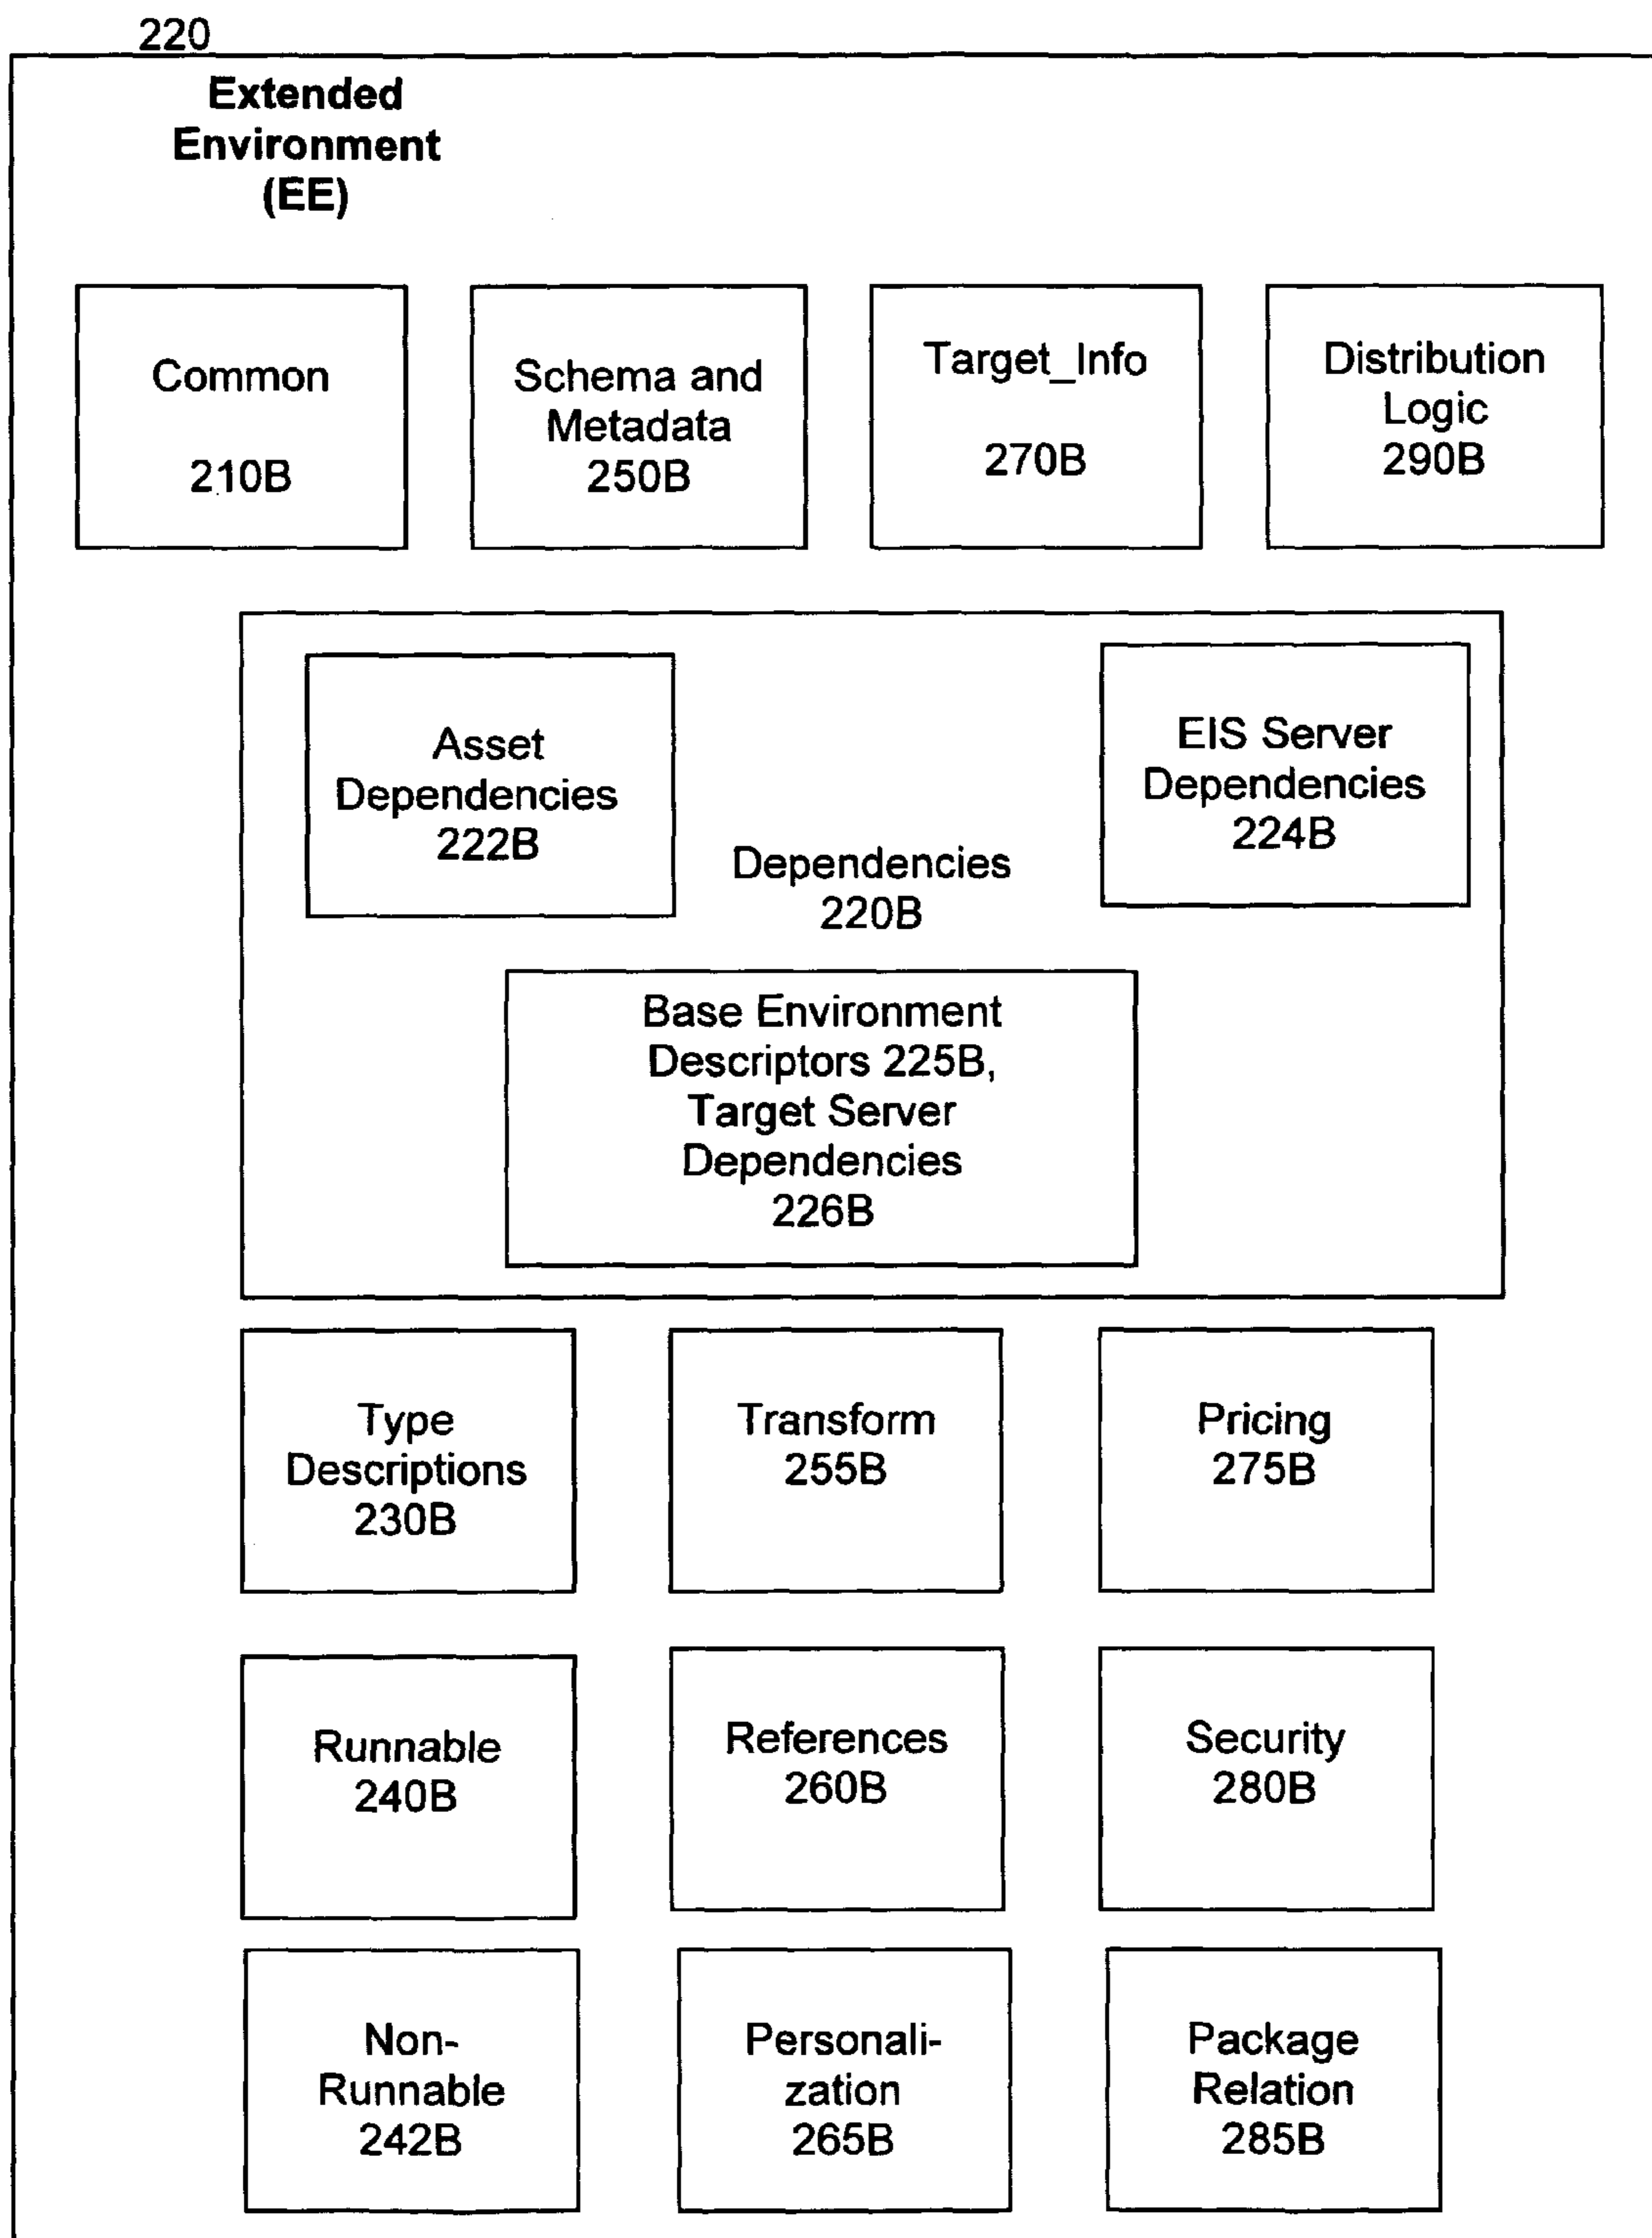 220
Extended
Environment
(EE)
Common
210B
Schema and
Metadata
250B
Target_Info
270B
Distribution
Logic
290B
Asset
Dependencies
222B
EIS Server
Dependencies
224B
Dependencies
220B
Base Environment
Descriptors 225B,
Target Server
Dependencies
226B
Type
Descriptions
230B
Transform
255B
Pricing
275B
Runnable
240B
References
260B
Security
280B
Non-
Runnable
242B
Personali-
zation
265B
Package
Relation
285B